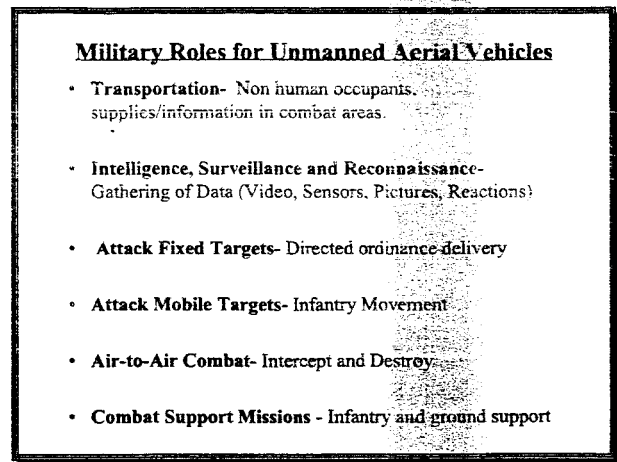 Military Roles for Unmanned Aerial Vehicles
• Transportation- Non human occupants,
supplies/information in combat areas.
• Intelligence, Surveillance and Reconnaissance-
Gathering of Data (Video, Sensors, Pictures, Reactions)
• Attack Fixed Targets- Directed ordinance delivery
• Attack Mobile Targets- Infantry Movement
• Air-to-Air Combat- Intercept and Destroy
• Combat Support Missions - Infantry and ground support